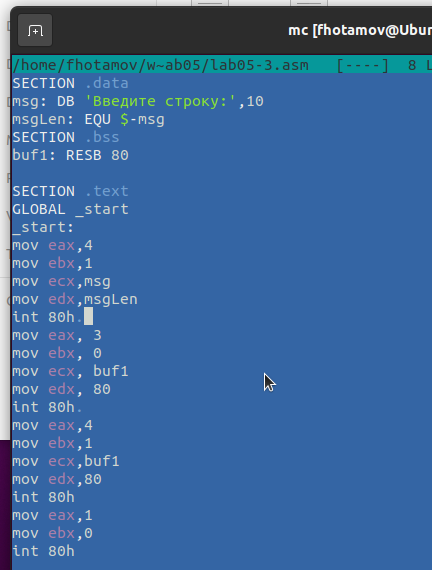 mc [fhotamov@Ubun
/home/fhotamov/w~ab05/lab05-3.asm [----] 8 L
SECTION .data
msg: DB 'Введите строку:',10
msgLen: EQU $-msg
SECTION .bss
buf1: RESB 80
SECTION .text
GLOBAL _start
_start:
mov eax,4
mov ebx,1
mov ecx,msg
mov edx,msgLen
int 80h.
mov eax, 3
mov ebx, 0
mov ecx, buf1
mov edx, 80
int 80h.
mov eax,4
mov ebx,1
mov ecx,buf1
mov edx,80
int 80h
mov eax,1
mov ebx,0
int 80h